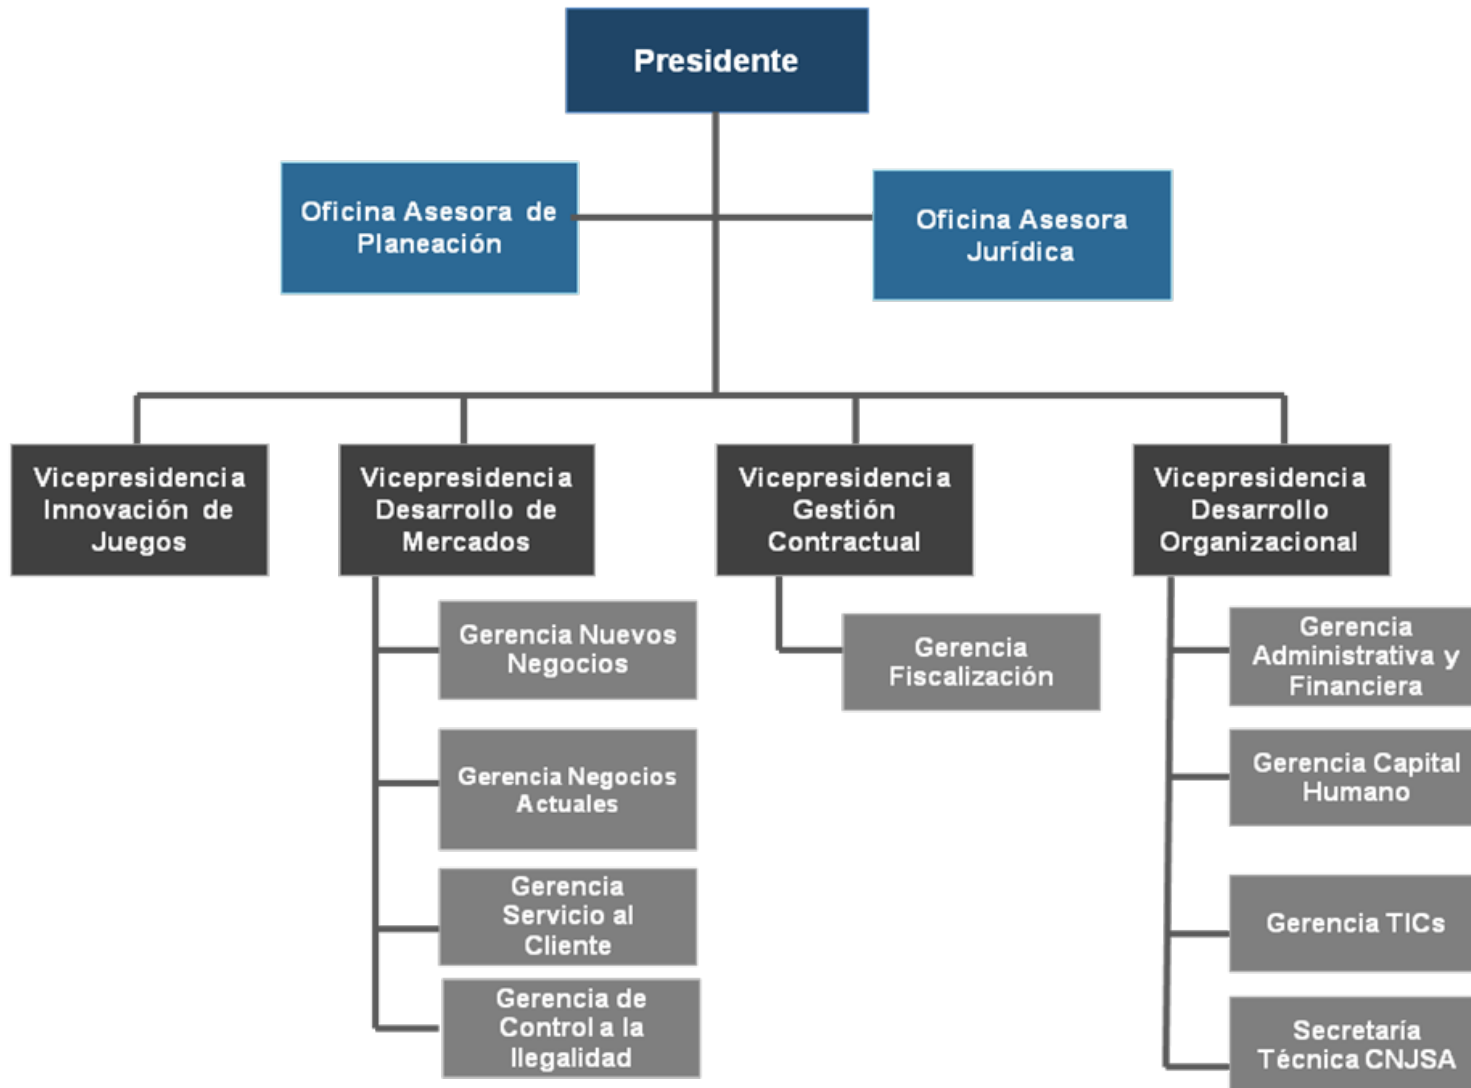 Presidente
Oficina Asesora de
Planeación
Oficina Asesora
Jurídica
Vicepresidencia
Innovación de
Juegos
Vicepresidencia
Desarrollo de
Mercados
Vicepresidencia
Gestión
Contractual
Vicepresidencia
Desarrollo
Organizacional
Gerencia Nuevos
Negocios
Gerencia Negocios
Actuales
Gerencia
Servicio al
Cliente
Gerencia de
Control a la
Ilegalidad
Gerencia
Fiscalización
Gerencia
Administrativa y
Financiera
Gerencia Capital
Humano
Gerencia TICs
Secretaría
Técnica CNJSA